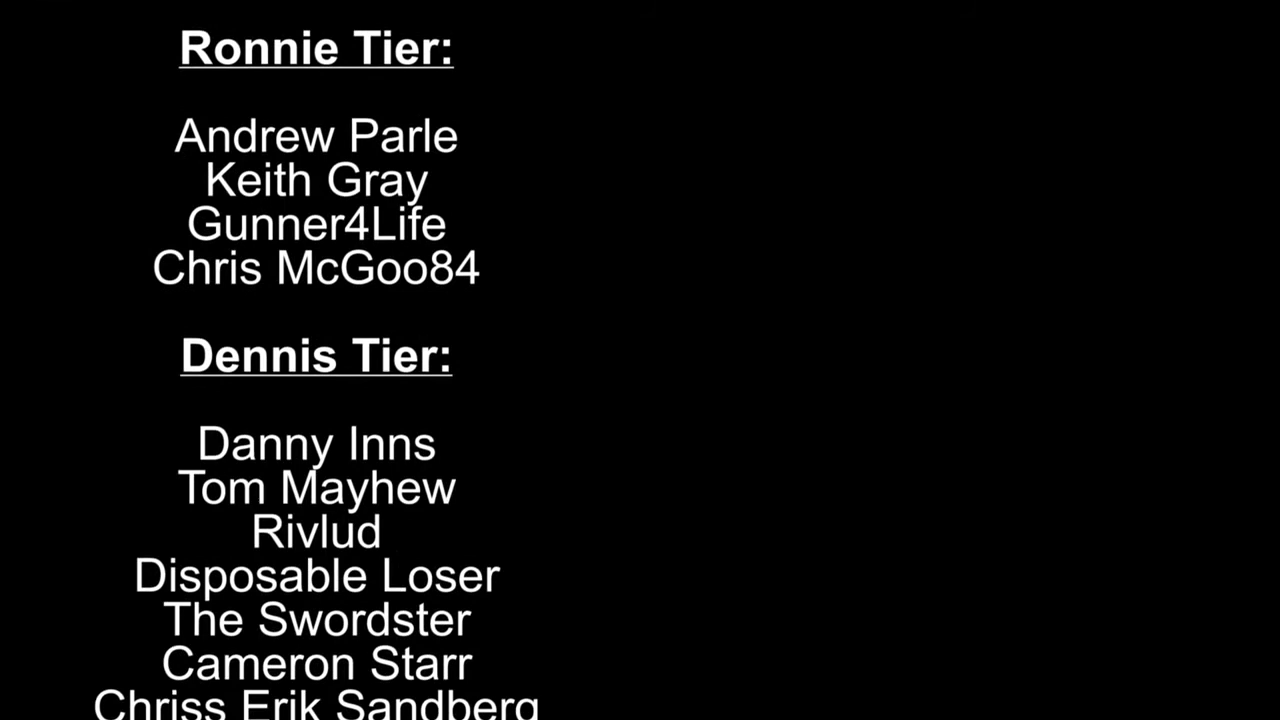 Ronnie Tier:
Andrew Parle
Keith Gray
Gunner4Life
Chris McGoo84
Dennis Tier:
Danny Inns
Tom Mayhew
Rivlud
Disposable Loser
The Swordster
Cameron Starr
Chriss Erik Sandberg